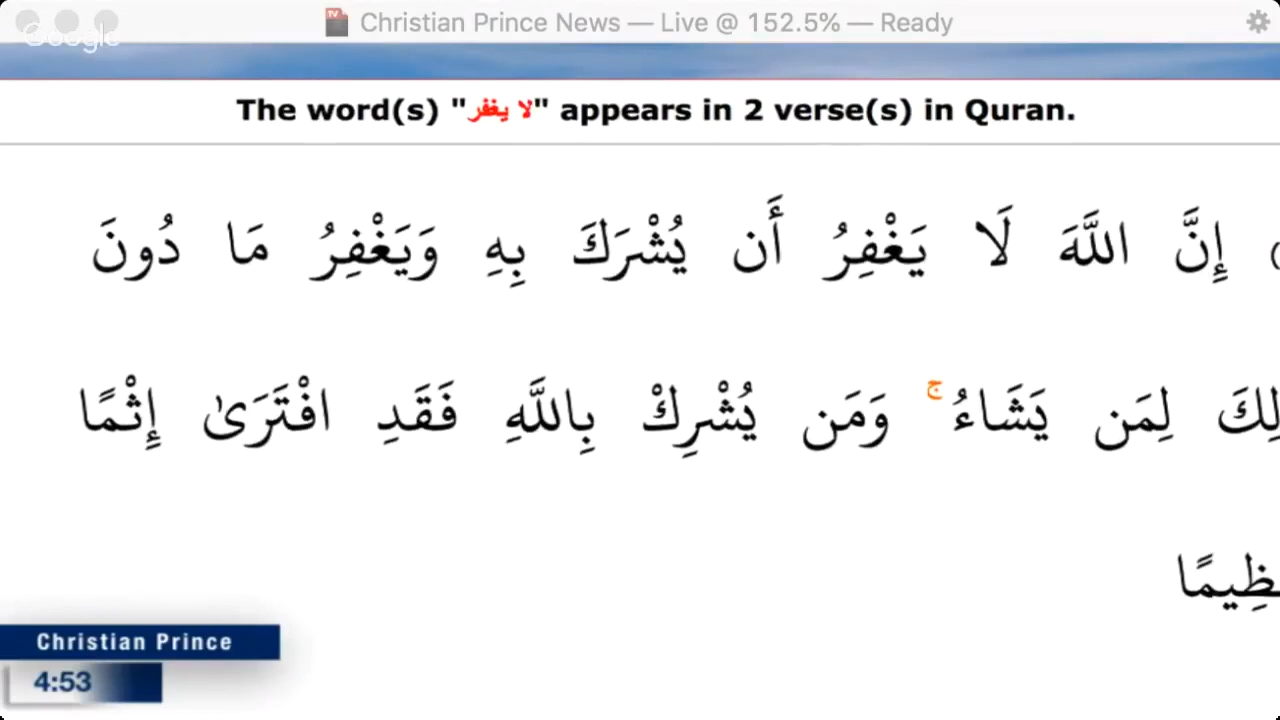 Christian Prince News — Live @ 152.5% — Ready
Google
The word(s) "لا يغفر" appears in 2 verse(s) in Quran.
إِنَّ اللَّهَ لَا يَغْفِرُ أَن يُشْرَكَ بِهِ وَيَغْفِرُ مَا دُونَ
لِكَ لِمَن يَشَاءُ ۚ وَمَن يُشْرِكْ بِاللَّهِ فَقَدِ افْتَرَىٰ إِثْمًا
ظِيمًا
Christian Prince
4:53